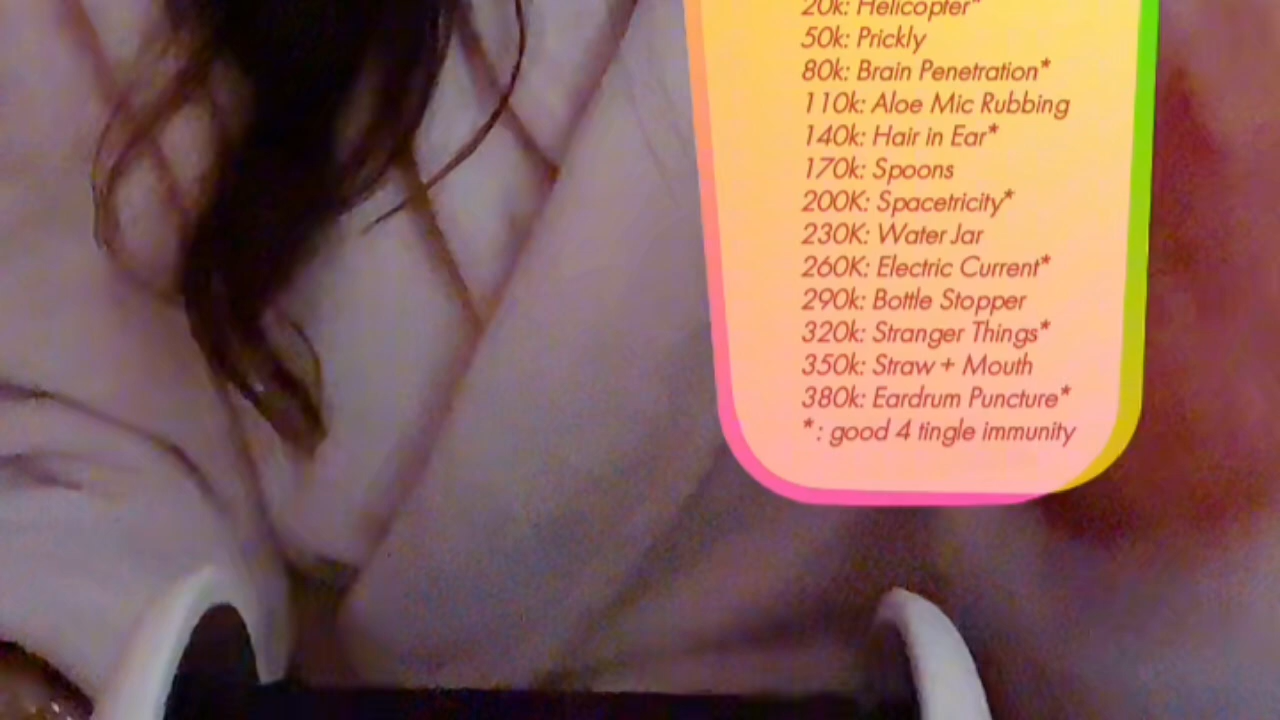 20k: Helicopter*
50k: Prickly
80k: Brain Penetration*
110k: Aloe Mic Rubbing
140k: Hair in Ear*
170k: Spoons
200K: Spacetricity*
230K: Water Jar
260K: Electric Current*
290k: Bottle Stopper
320k: Stranger Things*
350k: Straw + Mouth
380k: Eardrum Puncture*
*: good 4 tingle immunity